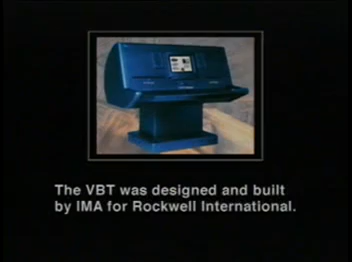 The VBT was designed and built
by IMA for Rockwell International.